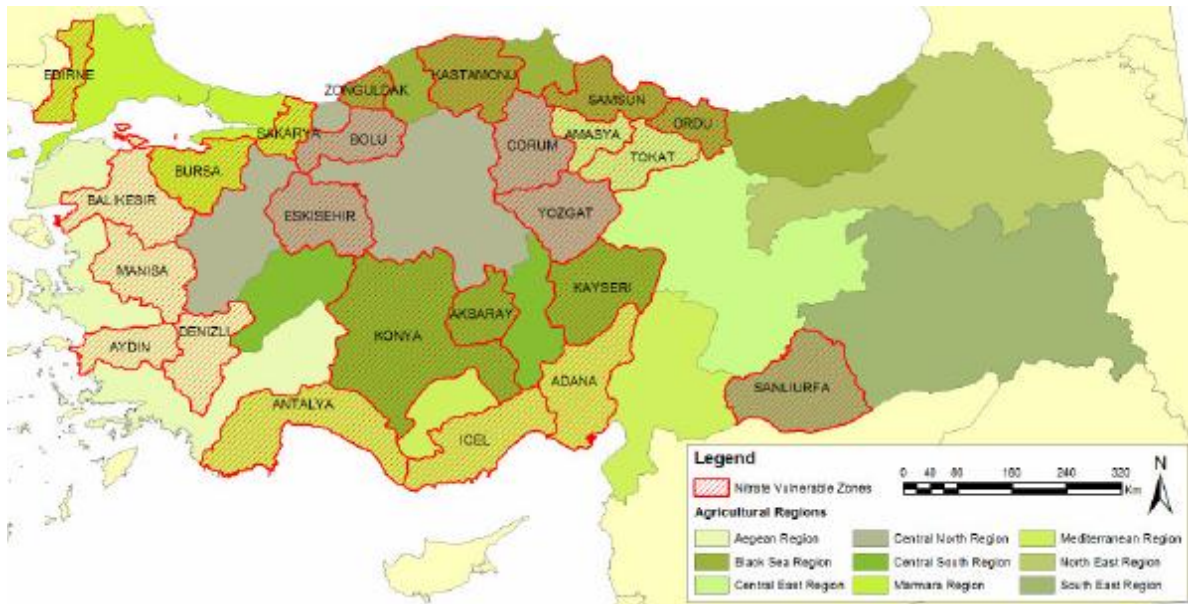 EDIRNE
ZONGULDAK
KASTAMONU
SAKARYA
SAMSUN
ORDU
BOLU
CORUM
AMASYA
TOKAT
BURSA
BALIKESIR
ESKISEHIR
YOZGAT
MANISA
KAYSERI
AKSARAY
KONYA
DENIZLI
AYDIN
ADANA
SANLIURFA
ANTALYA
ICEL
Legend
Nitrate Vulnerable Zones
0 40 80 160 240 320
Km
N
Agricultural Regions
Aegean Region
Central North Region
Mediterranean Region
Black Sea Region
Central South Region
North East Region
Central East Region
Marmara Region
South East Region